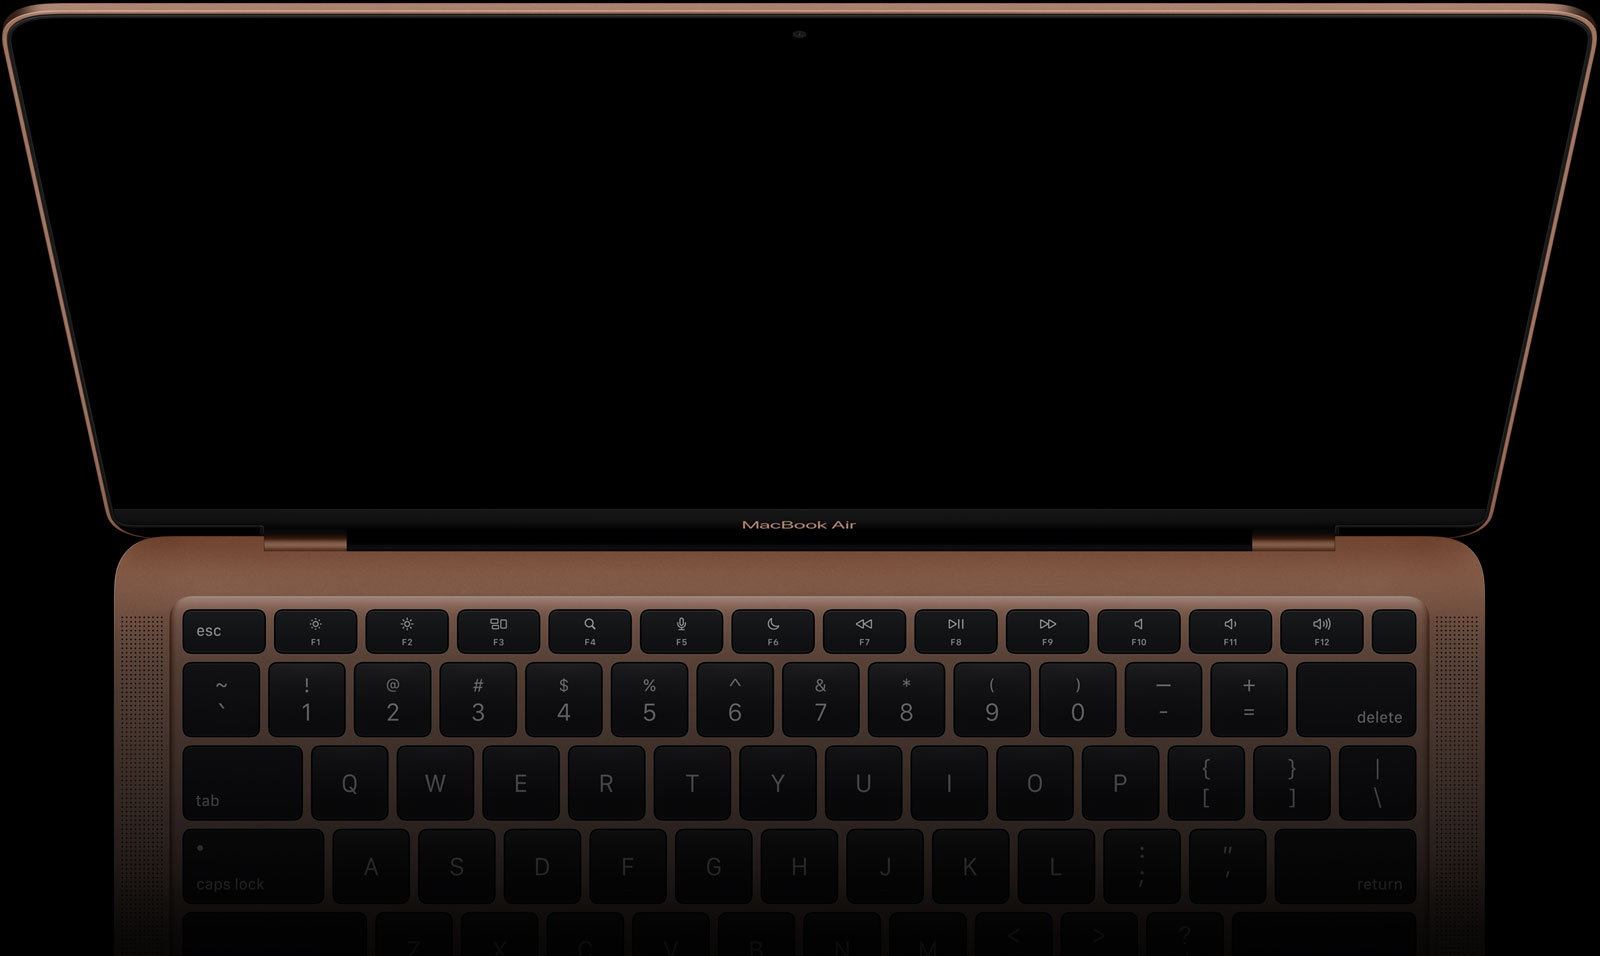 MacBook Air
esc F1 F2 F3 F4 F5 F6 F7 F8 F9 F10 F11 F12
~ ! @ # $ % ^ & * ( ) — +
` 1 2 3 4 5 6 7 8 9 0 - = delete
tab Q W E R T Y U I O P { } |
[ ] \
caps lock A S D F G H J K L : "
; ' return
Z X C V B N M < > ?